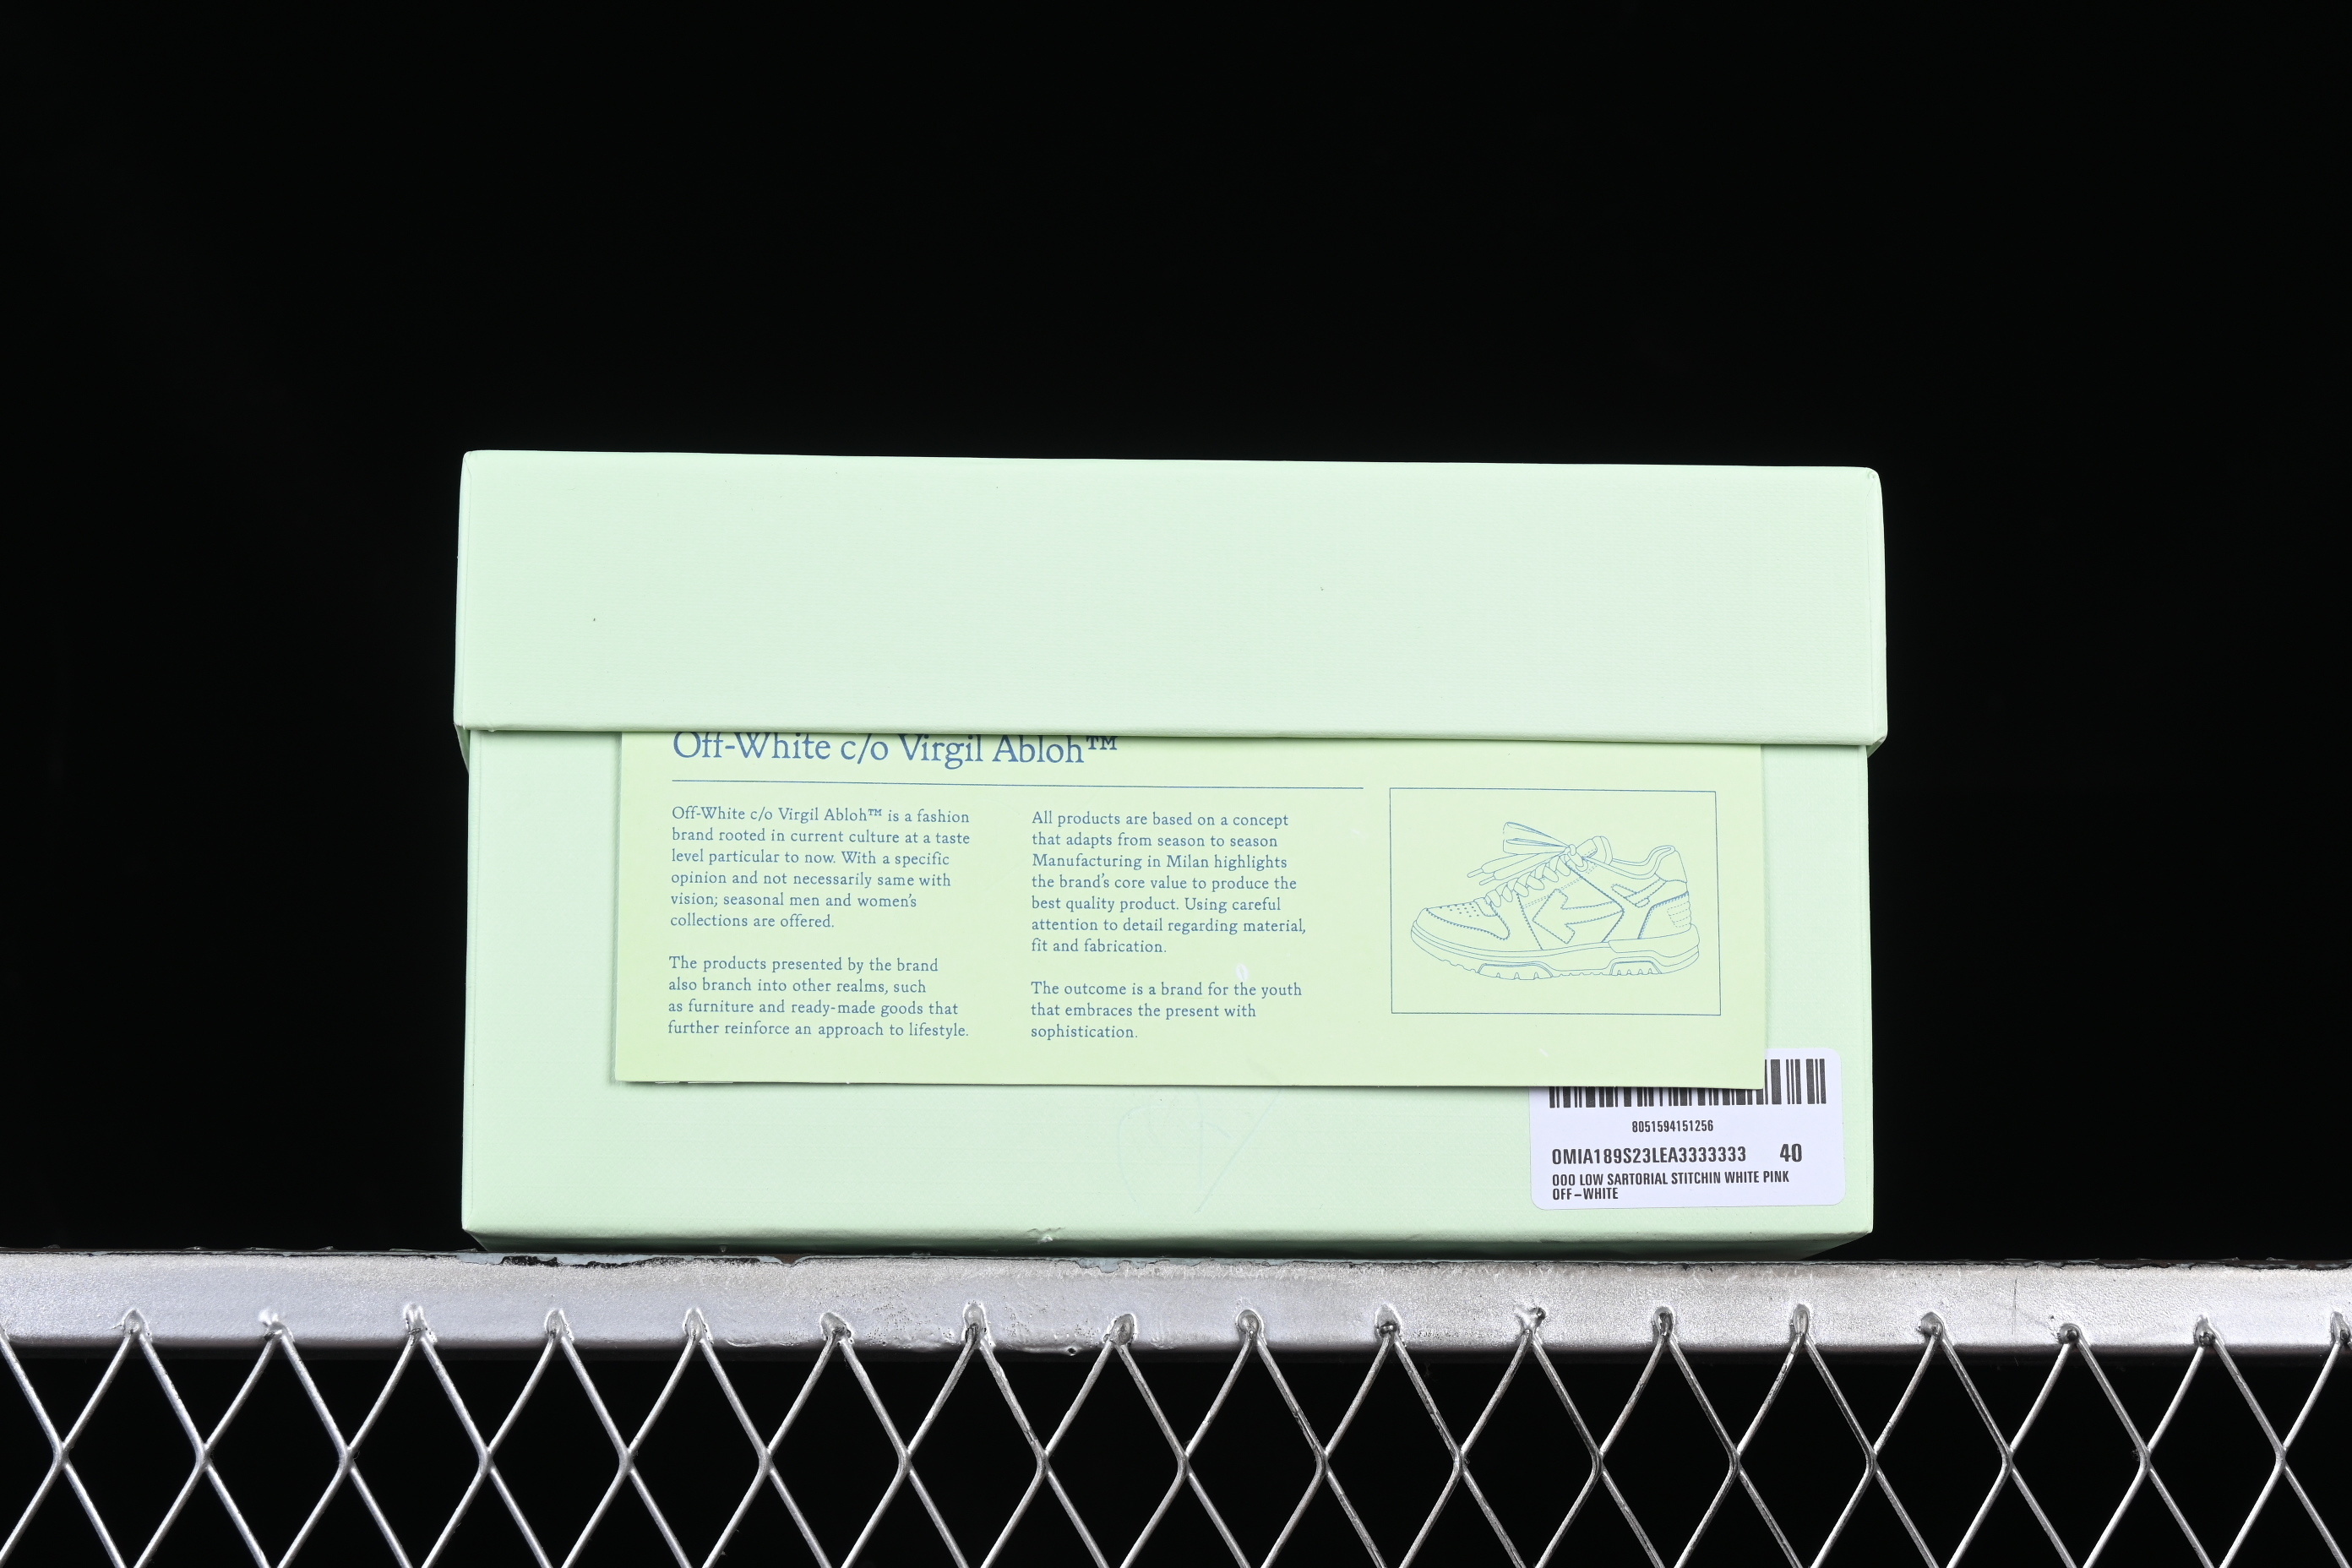 Off-White c/o Virgil Abloh™
Off-White c/o Virgil Abloh™ is a fashion
brand rooted in current culture at a taste
level particular to now. With a specific
opinion and not necessarily same with
vision; seasonal men and women's
collections are offered.
The products presented by the brand
also branch into other realms, such
as furniture and ready-made goods that
further reinforce an approach to lifestyle.
All products are based on a concept
that adapts from season to season
Manufacturing in Milan highlights
the brand's core value to produce the
best quality product. Using careful
attention to detail regarding material,
fit and fabrication.
The outcome is a brand for the youth
that embraces the present with
sophistication.
8051594151256
OMIA189S23LEA3333333 40
OOO LOW SARTORIAL STITCHIN WHITE PINK
OFF-WHITE